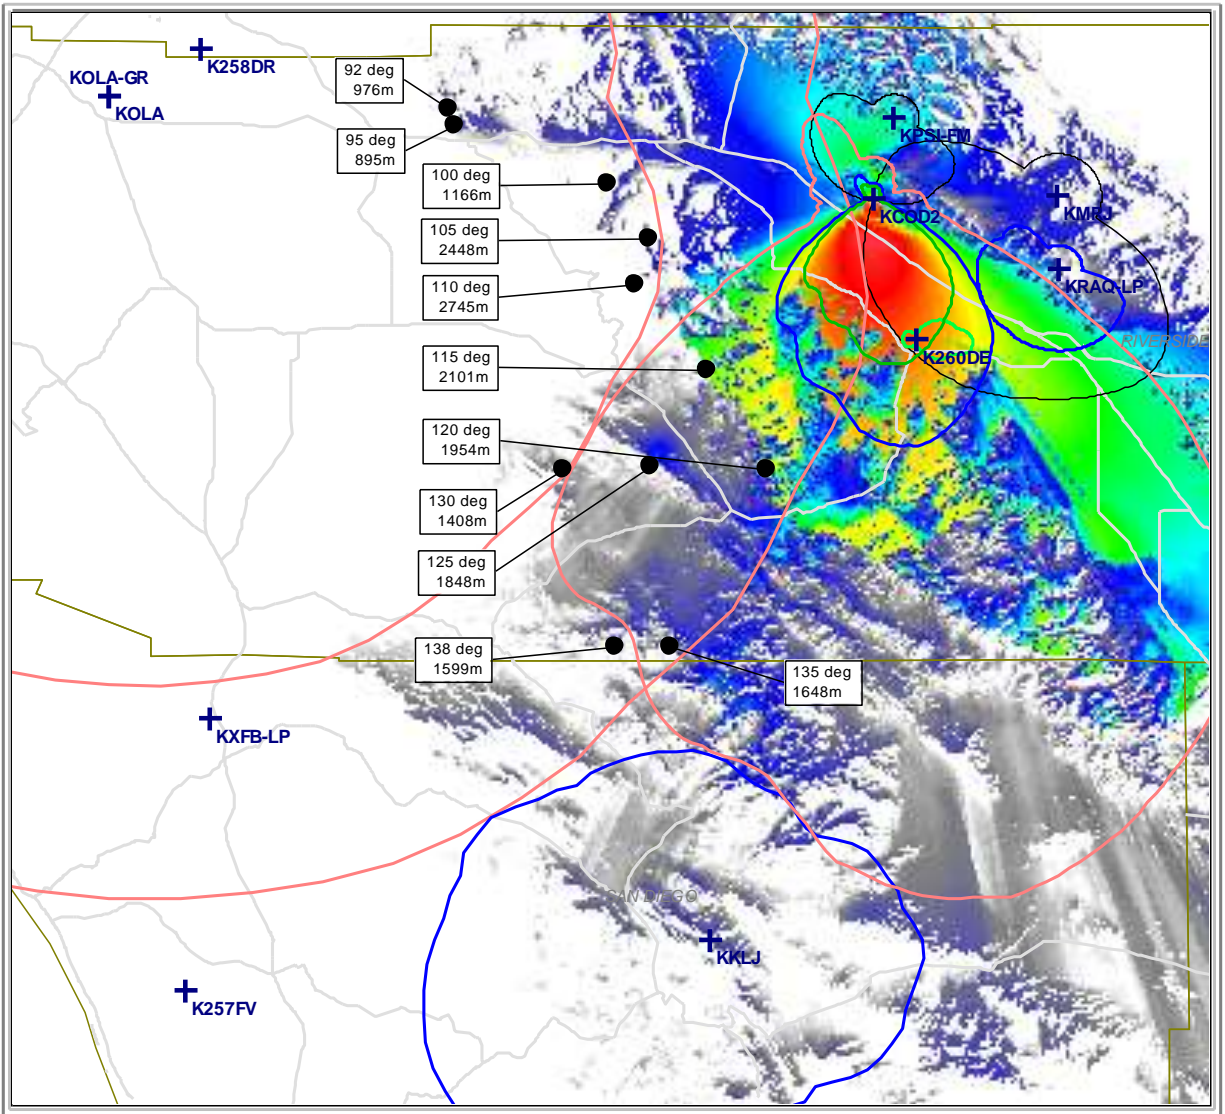 K258DR
KOLA-GR
KOLA
92 deg
976m
95 deg
895m
KPSI-FM
100 deg
1166m
KCOD2
KMRJ
105 deg
2448m
KRAQ-LP
110 deg
2745m
RIVERSIDE
K260DE
115 deg
2101m
120 deg
1954m
130 deg
1408m
125 deg
1848m
138 deg
1599m
135 deg
1648m
KXFB-LP
SAN DIEGO
KKLJ
K257FV